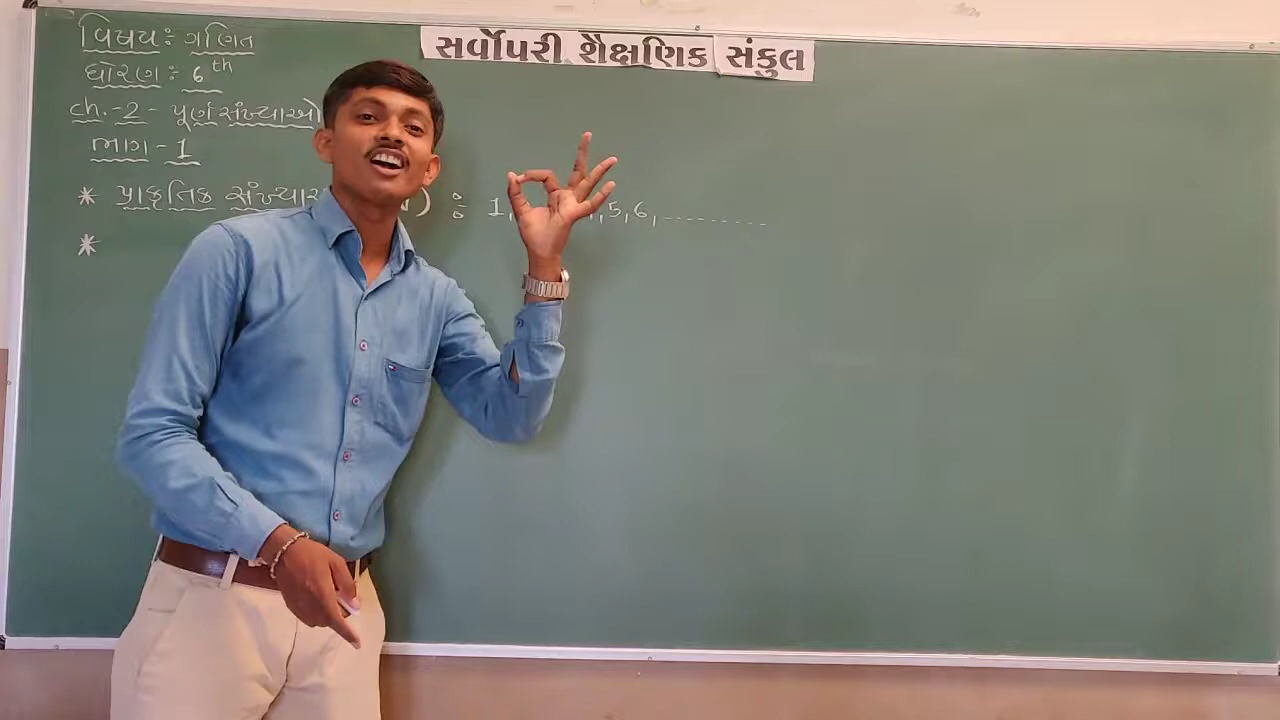 સર્વોપરી શૈક્ષણિક સંકુલ
વિષય : ગણિત
ધોરણ : 6th
ch.-2 - પૂર્ણ સંખ્યાઓ
ભાગ - 1
* પ્રાકૃતિક ) : 1, ,5,6,---------
*